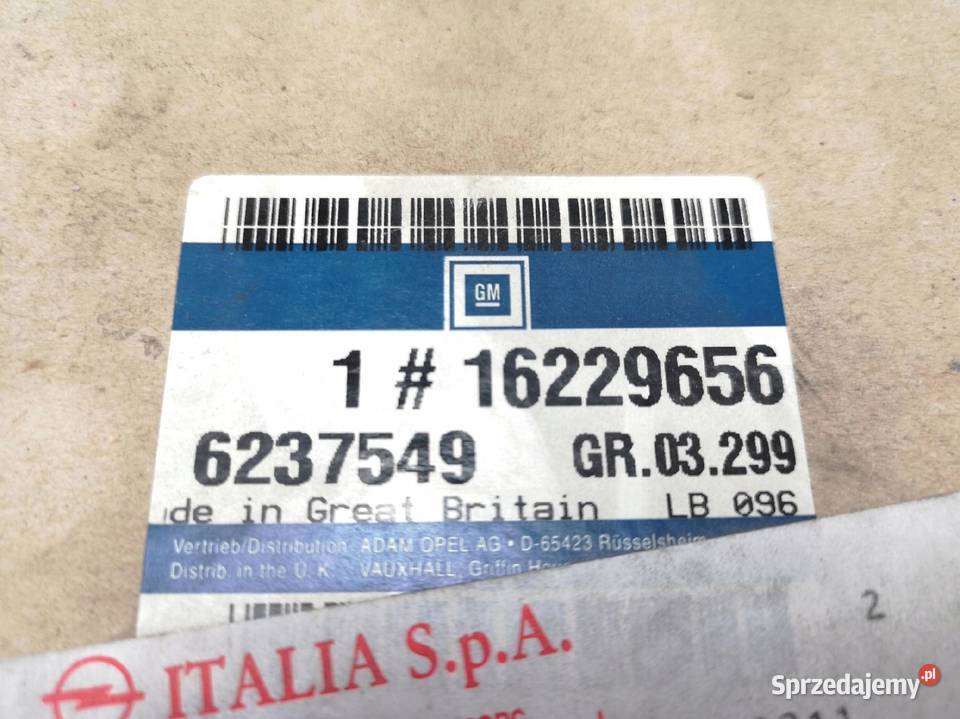 GM
1 # 16229656
6237549 GR.03.299
de in Great Britain LB 096
Vertrieb/Distribution ADAM OPEL AG • D-65423 Rüsselsheim
Distrib. in the U.K. VAUXHALL, Griffin
2
ITALIA S.p.A.
Sprzedajemy.pl